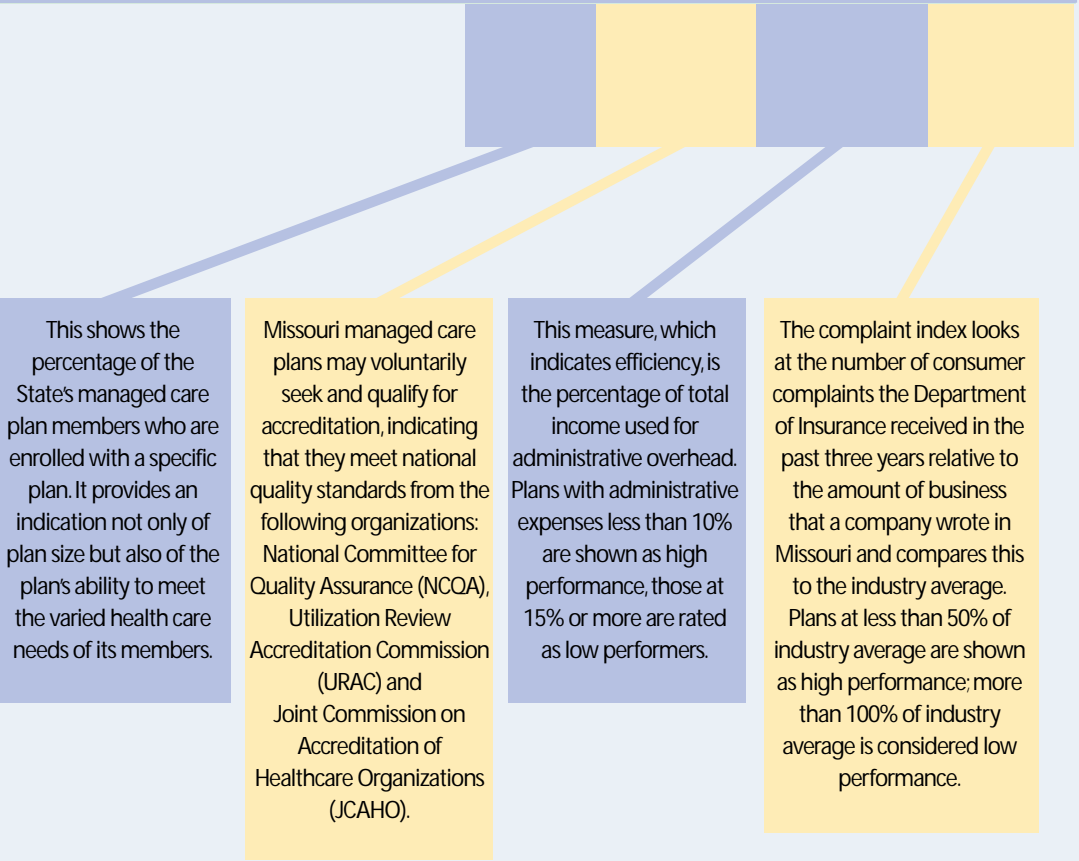 This shows the
percentage of the
State's managed care
plan members who are
enrolled with a specific
plan. It provides an
indication not only of
plan size but also of the
plan's ability to meet
the varied health care
needs of its members.
Missouri managed care
plans may voluntarily
seek and qualify for
accreditation, indicating
that they meet national
quality standards from the
following organizations:
National Committee for
Quality Assurance (NCQA),
Utilization Review
Accreditation Commission
(URAC) and
Joint Commission on
Accreditation of
Healthcare Organizations
(JCAHO).
This measure, which
indicates efficiency, is
the percentage of total
income used for
administrative overhead.
Plans with administrative
expenses less than 10%
are shown as high
performance, those at
15% or more are rated
as low performers.
The complaint index looks
at the number of consumer
complaints the Department
of Insurance received in the
past three years relative to
the amount of business
that a company wrote in
Missouri and compares this
to the industry average.
Plans at less than 50% of
industry average are shown
as high performance; more
than 100% of industry
average is considered low
performance.